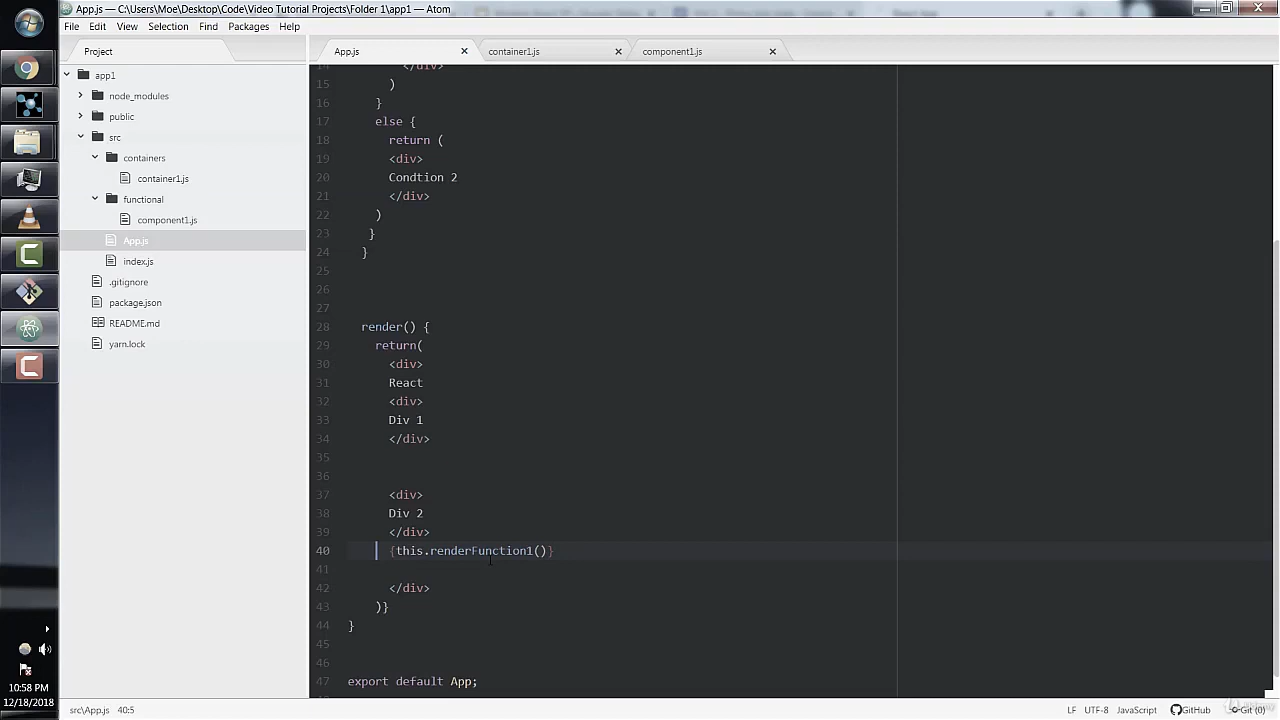 App.js — C:\Users\Moe\Desktop\Code\Video Tutorial Projects\Folder 1\app1 — Atom
File Edit View Selection Find Packages Help
Project
App.js
container1.js
component1.js
app1
node_modules
public
src
containers
container1.js
functional
component1.js
App.js
index.js
.gitignore
package.json
README.md
yarn.lock
14 </div>
15 )
16 }
17 else {
18 return (
19 <div>
20 Condtion 2
21 </div>
22 )
23 }
24 }
25
26
27
28 render() {
29 return(
30 <div>
31 React
32 <div>
33 Div 1
34 </div>
35
36
37 <div>
38 Div 2
39 </div>
40 {this.renderFunction1()}
41
42 </div>
43 )}
44 }
45
46
47 export default App;
10:58 PM
12/18/2018
src\App.js 40:5
LF UTF-8 JavaScript GitHub Git (0)